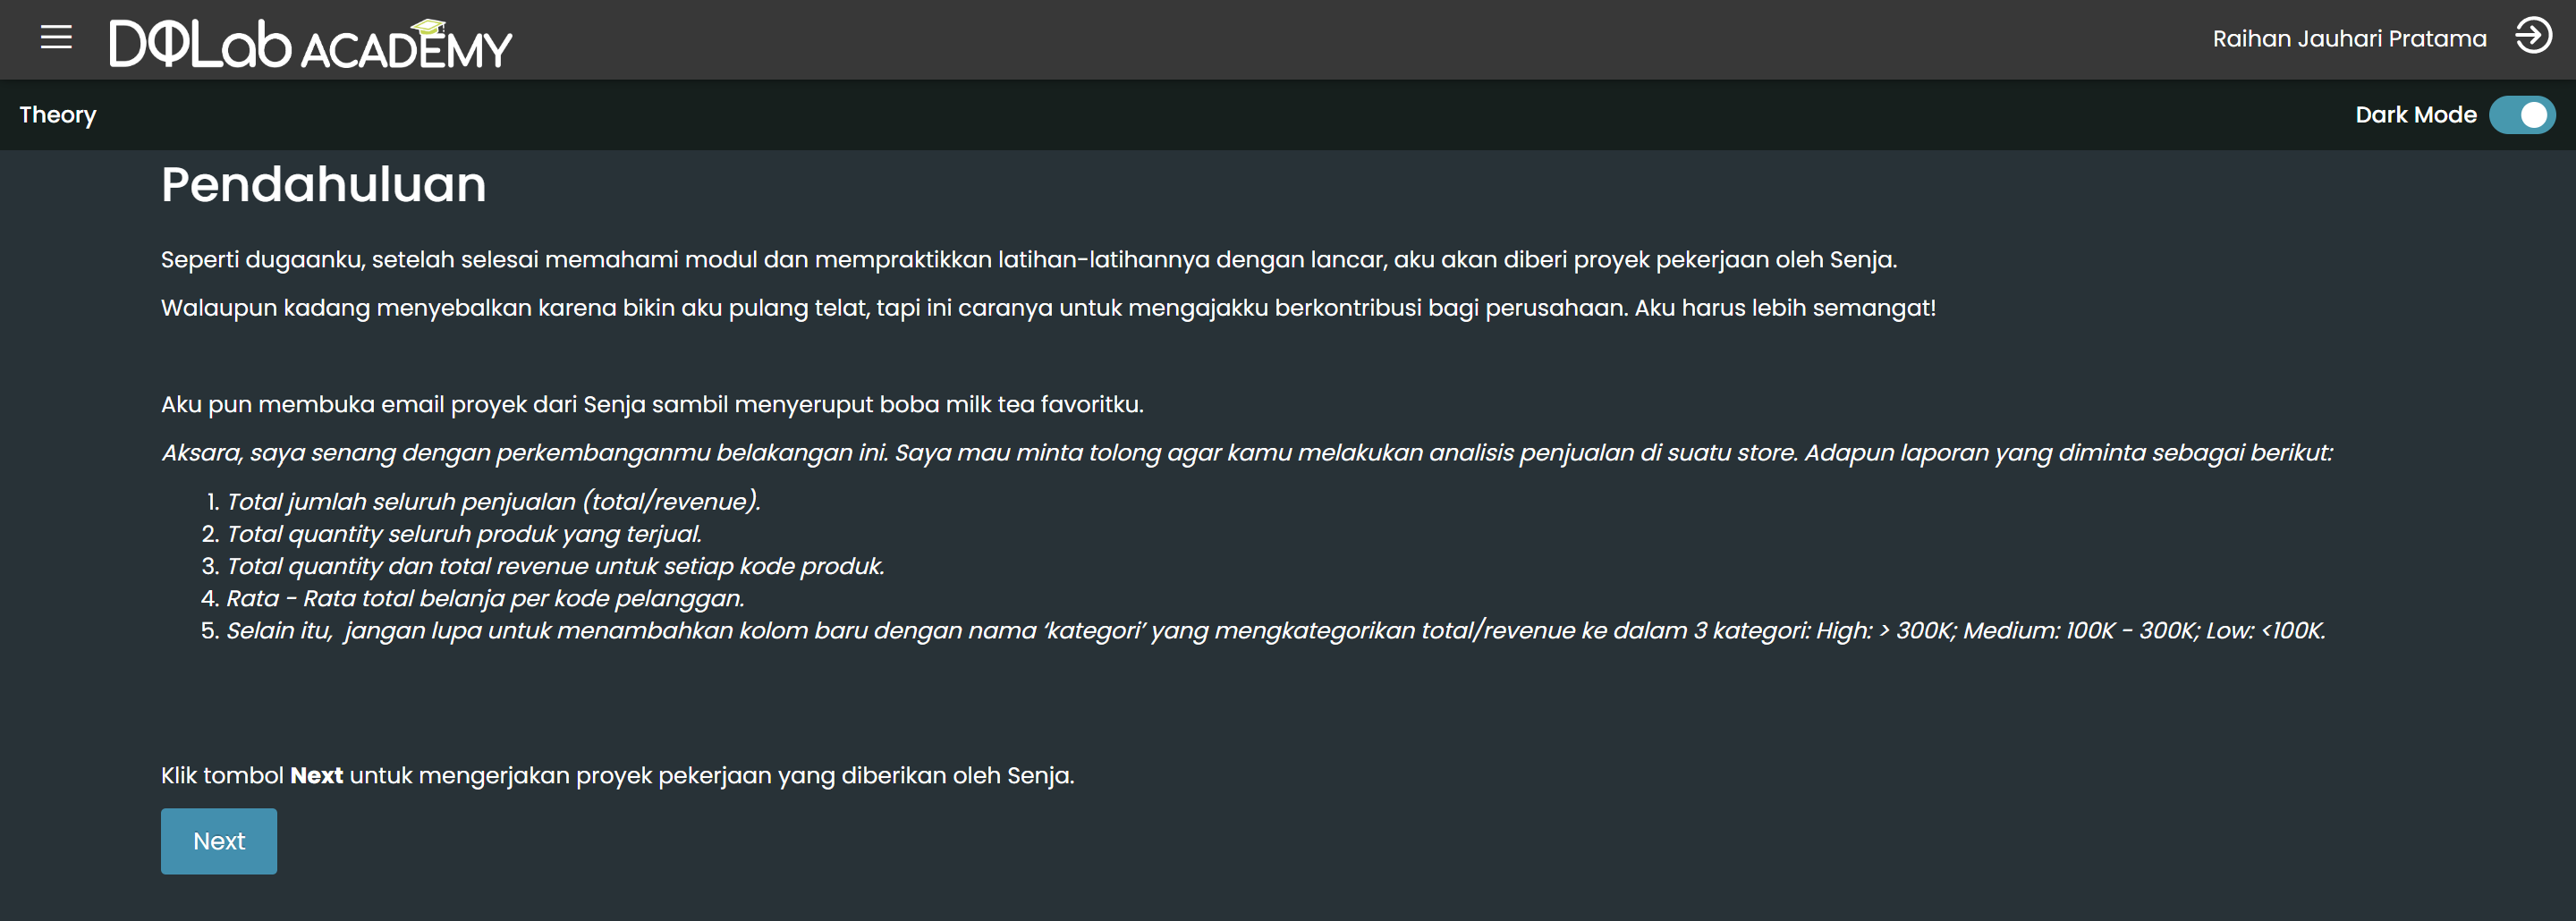 DQLab ACADEMY
Raihan Jauhari Pratama
Theory
Dark Mode
Pendahuluan
Seperti dugaanku, setelah selesai memahami modul dan mempraktikkan latihan-latihannya dengan lancar, aku akan diberi proyek pekerjaan oleh Senja.
Walaupun kadang menyebalkan karena bikin aku pulang telat, tapi ini caranya untuk mengajakku berkontribusi bagi perusahaan. Aku harus lebih semangat!
Aku pun membuka email proyek dari Senja sambil menyeruput boba milk tea favoritku.
Aksara, saya senang dengan perkembanganmu belakangan ini. Saya mau minta tolong agar kamu melakukan analisis penjualan di suatu store. Adapun laporan yang diminta sebagai berikut:
1. Total jumlah seluruh penjualan (total/revenue).
2. Total quantity seluruh produk yang terjual.
3. Total quantity dan total revenue untuk setiap kode produk.
4. Rata - Rata total belanja per kode pelanggan.
5. Selain itu, jangan lupa untuk menambahkan kolom baru dengan nama ‘kategori’ yang mengkategorikan total/revenue ke dalam 3 kategori: High: > 300K; Medium: 100K - 300K; Low: <100K.
Klik tombol Next untuk mengerjakan proyek pekerjaan yang diberikan oleh Senja.
Next